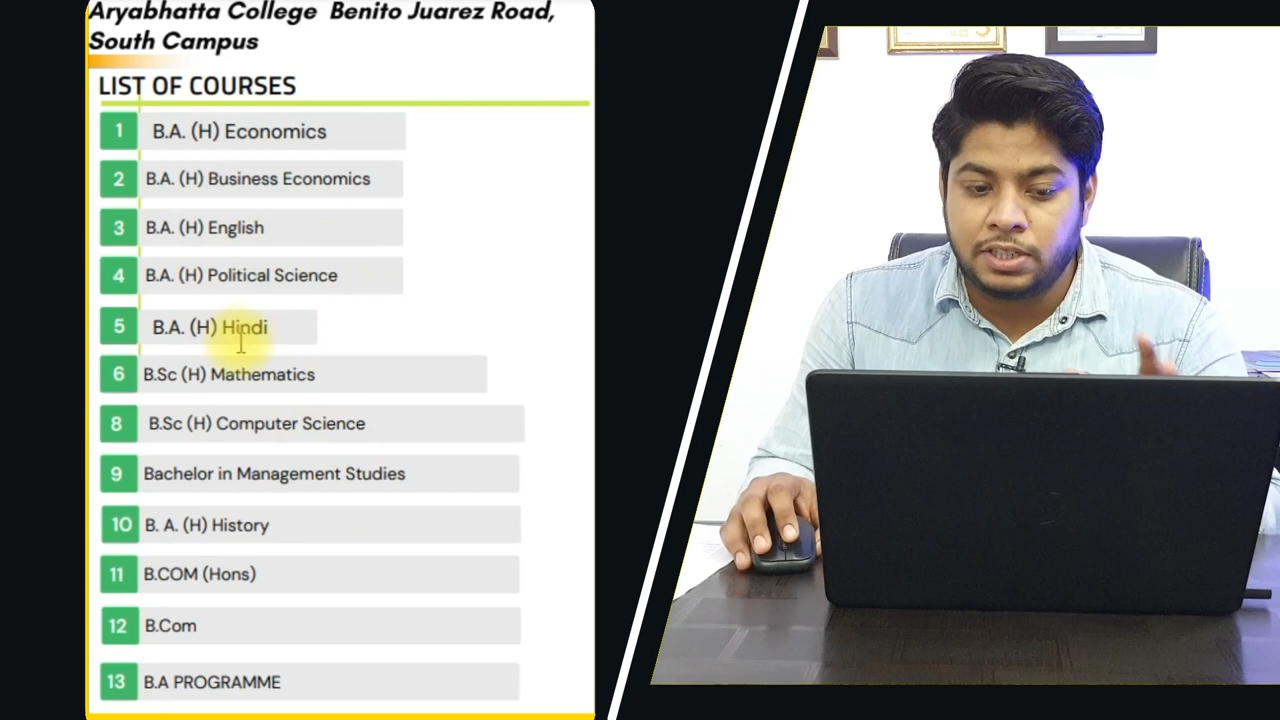 Aryabhatta College Benito Juarez Road,
South Campus
LIST OF COURSES
1 B.A. (H) Economics
2 B.A. (H) Business Economics
3 B.A. (H) English
4 B.A. (H) Political Science
5 B.A. (H) Hindi
6 B.Sc (H) Mathematics
8 B.Sc (H) Computer Science
9 Bachelor in Management Studies
10 B. A. (H) History
11 B.COM (Hons)
12 B.Com
13 B.A PROGRAMME